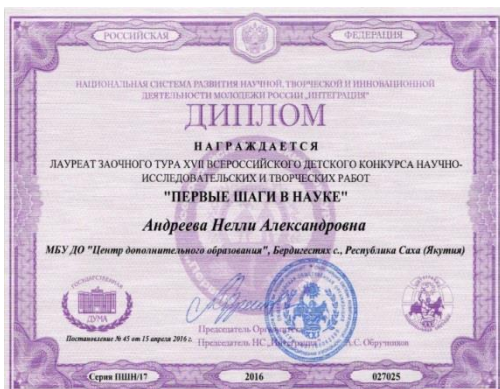 РОССИЙСКАЯ ФЕДЕРАЦИЯ
НАЦИОНАЛЬНАЯ СИСТЕМА РАЗВИТИЯ НАУЧНОЙ, ТВОРЧЕСКОЙ И ИННОВАЦИОННОЙ
ДЕЯТЕЛЬНОСТИ МОЛОДЕЖИ РОССИИ „ИНТЕГРАЦИЯ"
ДИПЛОМ
НАГРАЖДАЕТСЯ
ЛАУРЕАТ ЗАОЧНОГО ТУРА XVII ВСЕРОССИЙСКОГО ДЕТСКОГО КОНКУРСА НАУЧНО-
ИССЛЕДОВАТЕЛЬСКИХ И ТВОРЧЕСКИХ РАБОТ
"ПЕРВЫЕ ШАГИ В НАУКЕ"
Андреева Нелли Александровна
МБУ ДО "Центр дополнительного образования", Бердигестях с., Республика Саха (Якутия)
ГОСУДАРСТВЕННАЯ
ДУМА
Постановление № 45 от 15 апреля 2016 г.
Председатель
Председатель НС „Интеграция" А.С. Обручников
Серия ПШН/17 2016 027025